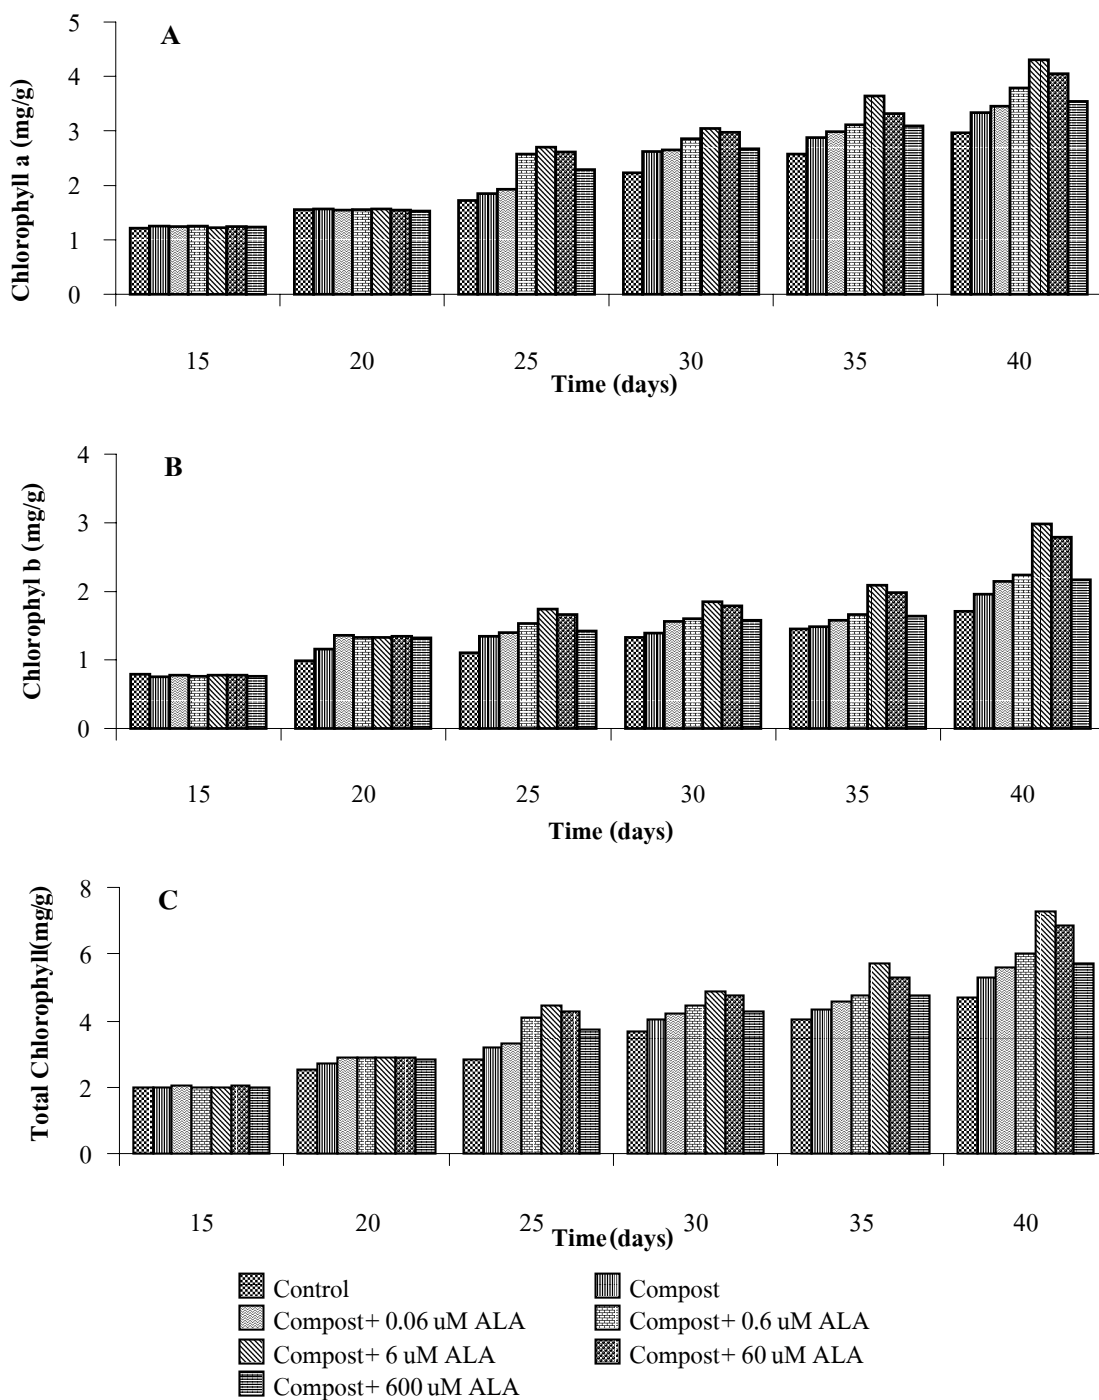 A
Chlorophyll a (mg/g)
5
4
3
2
1
0
15 20 25 30 35 40
Time (days)
B
Chlorophyl b (mg/g)
4
3
2
1
0
15 20 25 30 35 40
Time (days)
C
Total Chlorophyll(mg/g)
8
6
4
2
0
15 20 25 30 35 40
Time (days)
Control Compost
Compost+ 0.06 uM ALA Compost+ 0.6 uM ALA
Compost+ 6 uM ALA Compost+ 60 uM ALA
Compost+ 600 uM ALA